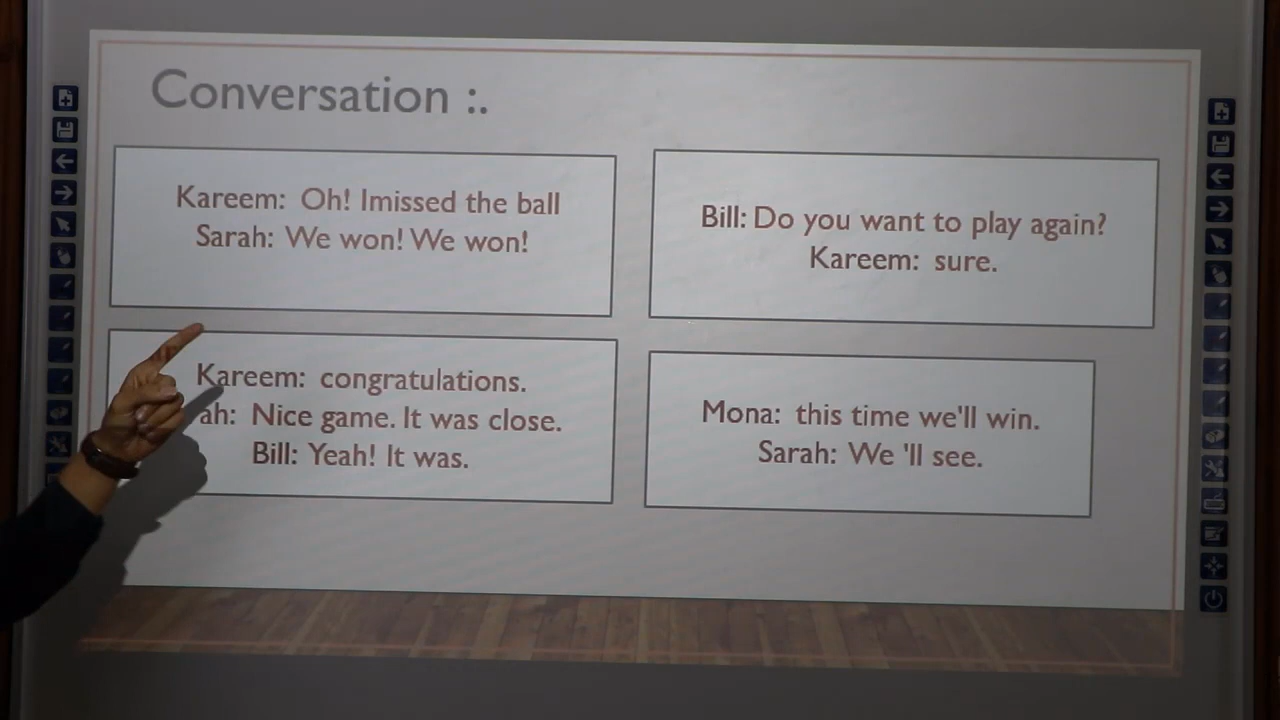 Conversation :.
Kareem: Oh! Imissed the ball
Sarah: We won! We won!
Bill: Do you want to play again?
Kareem: sure.
Kareem: congratulations.
ah: Nice game. It was close.
Bill: Yeah! It was.
Mona: this time we'll win.
Sarah: We 'll see.